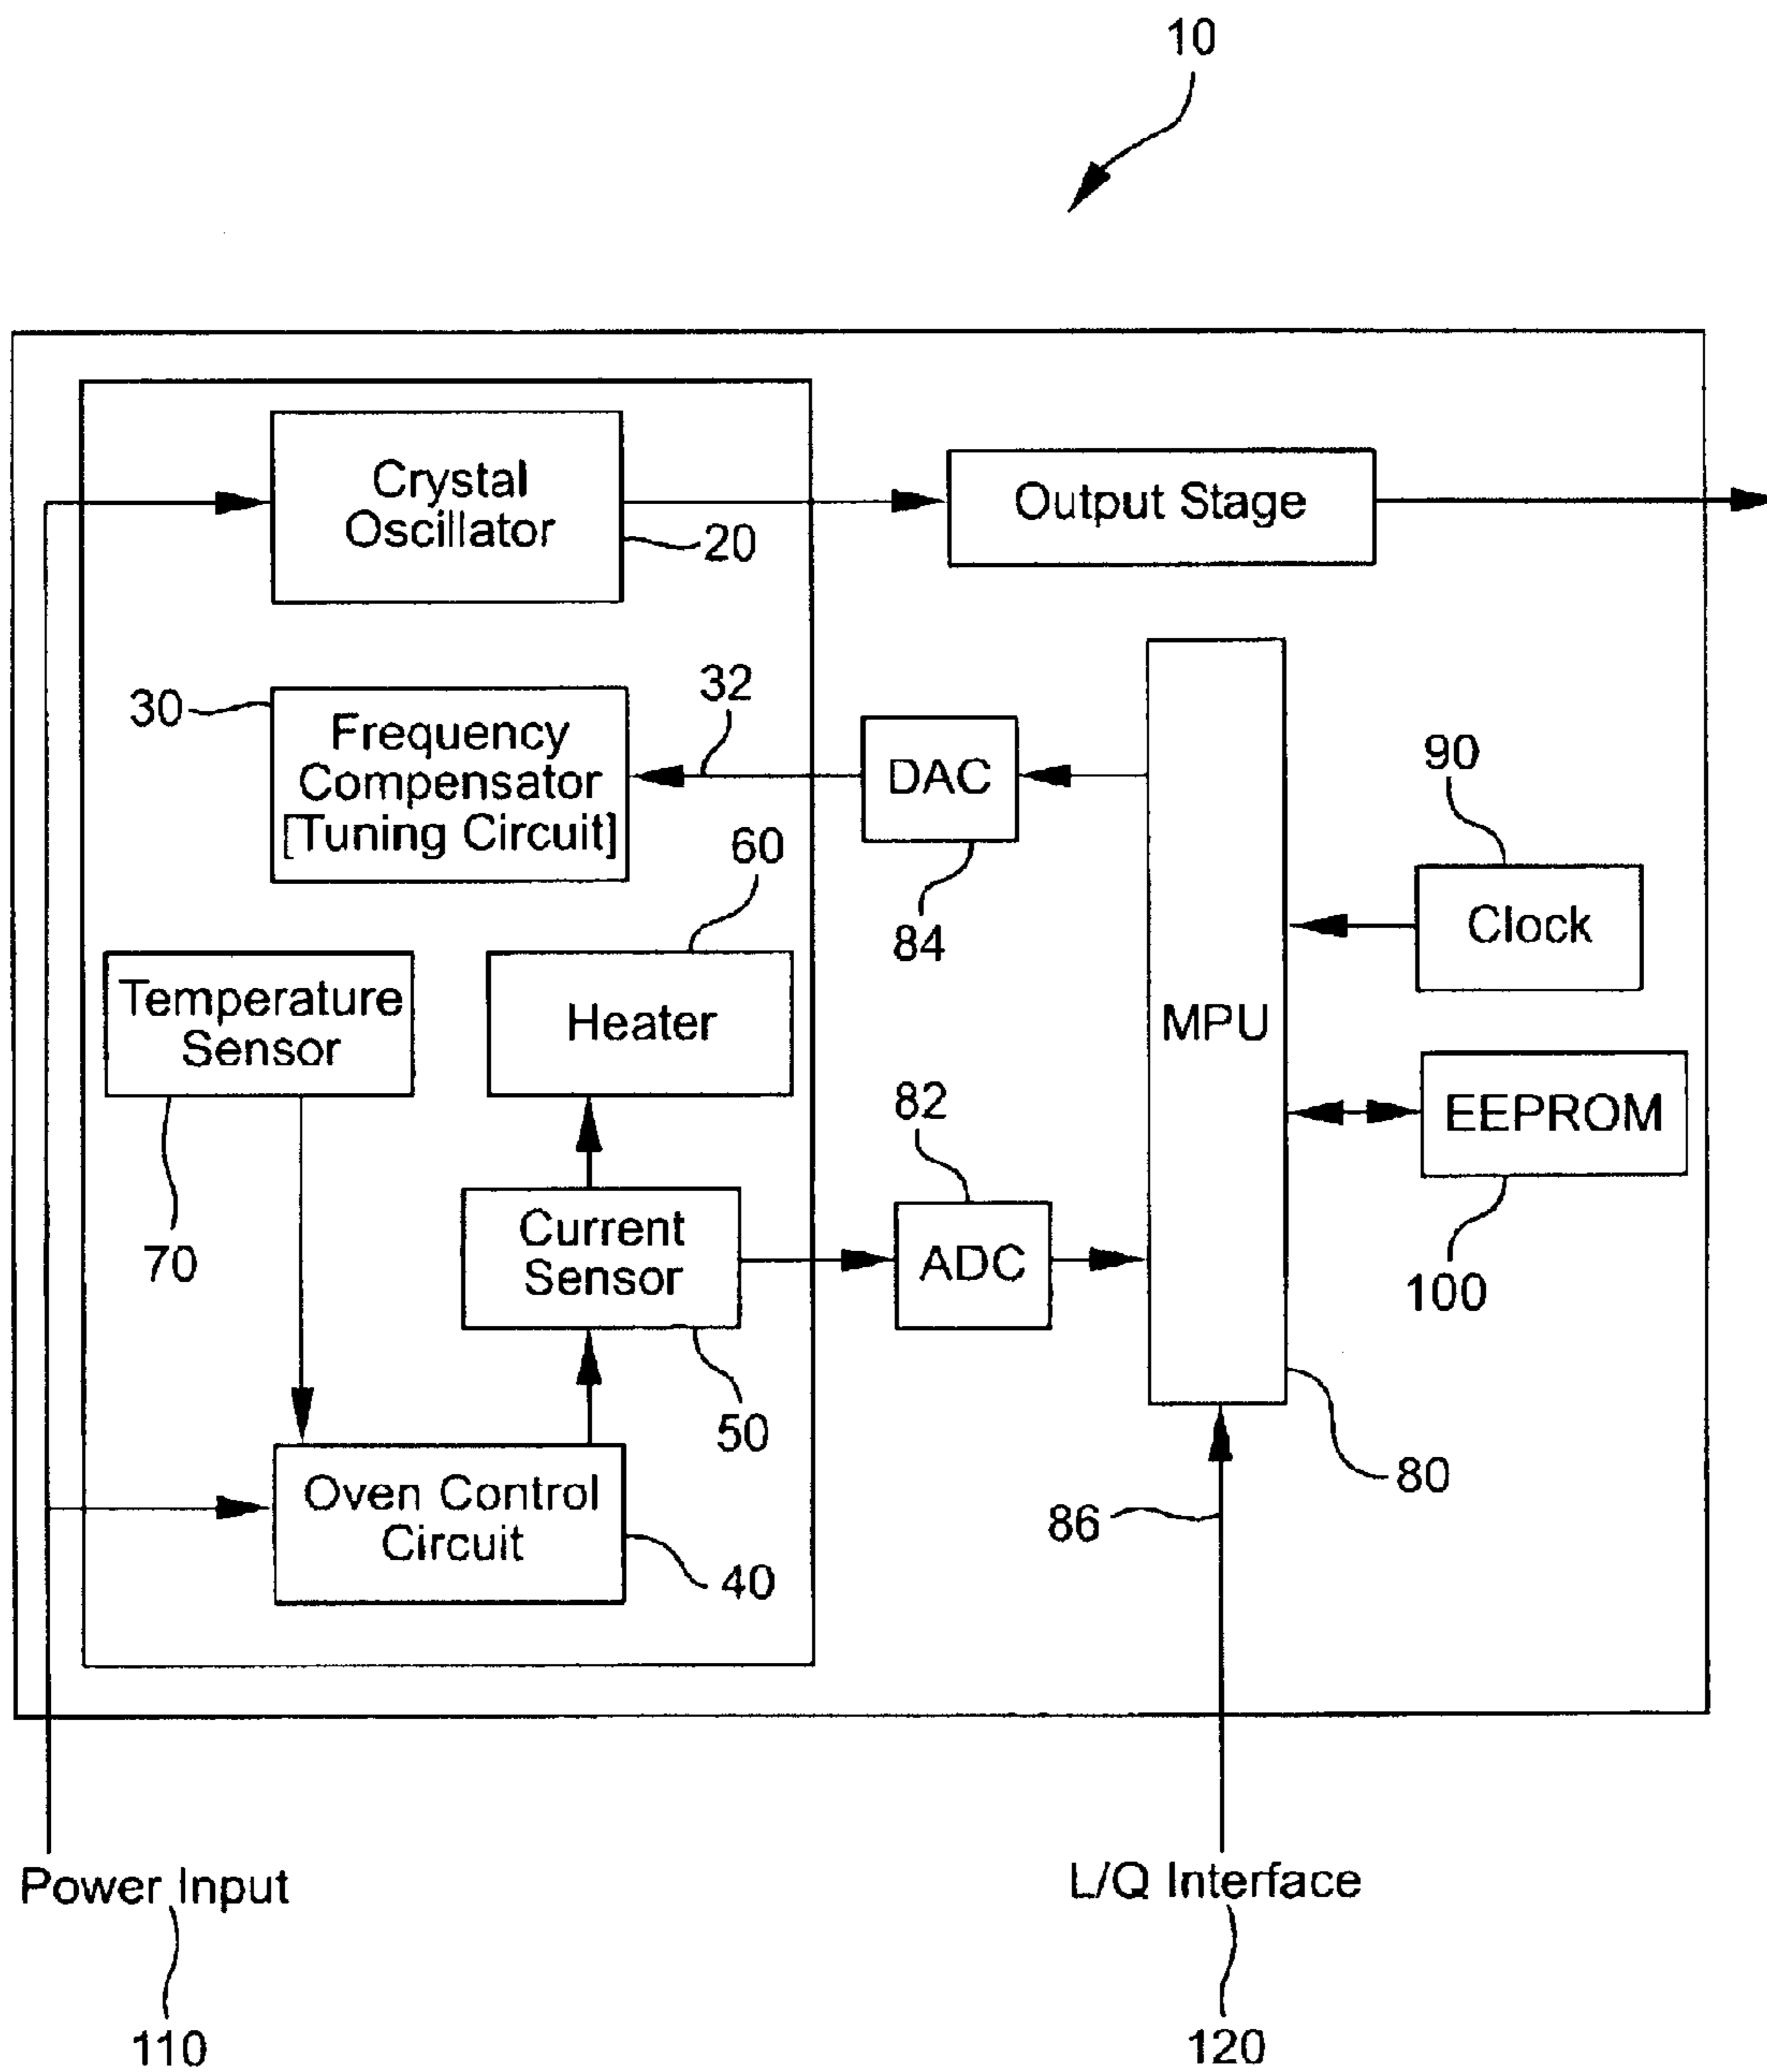 10
Crystal
Oscillator
20
Output Stage
30
Frequency
Compensator
[Tuning Circuit]
32
DAC
84
90
Clock
60
Temperature
Sensor
70
Heater
MPU
82
EEPROM
100
Current
Sensor
50
ADC
80
86
Oven Control
Circuit
40
Power Input
110
L/Q Interface
120